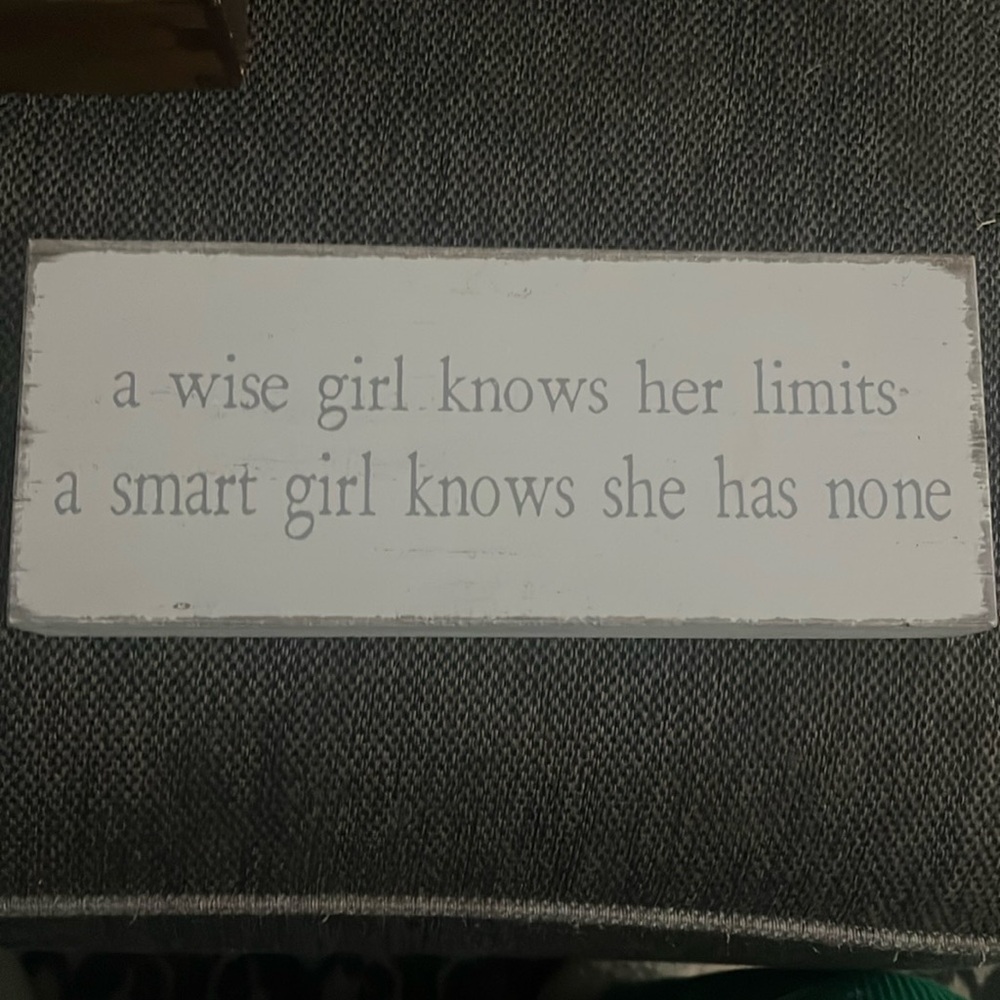 a wise girl knows her limits
a smart girl knows she has none